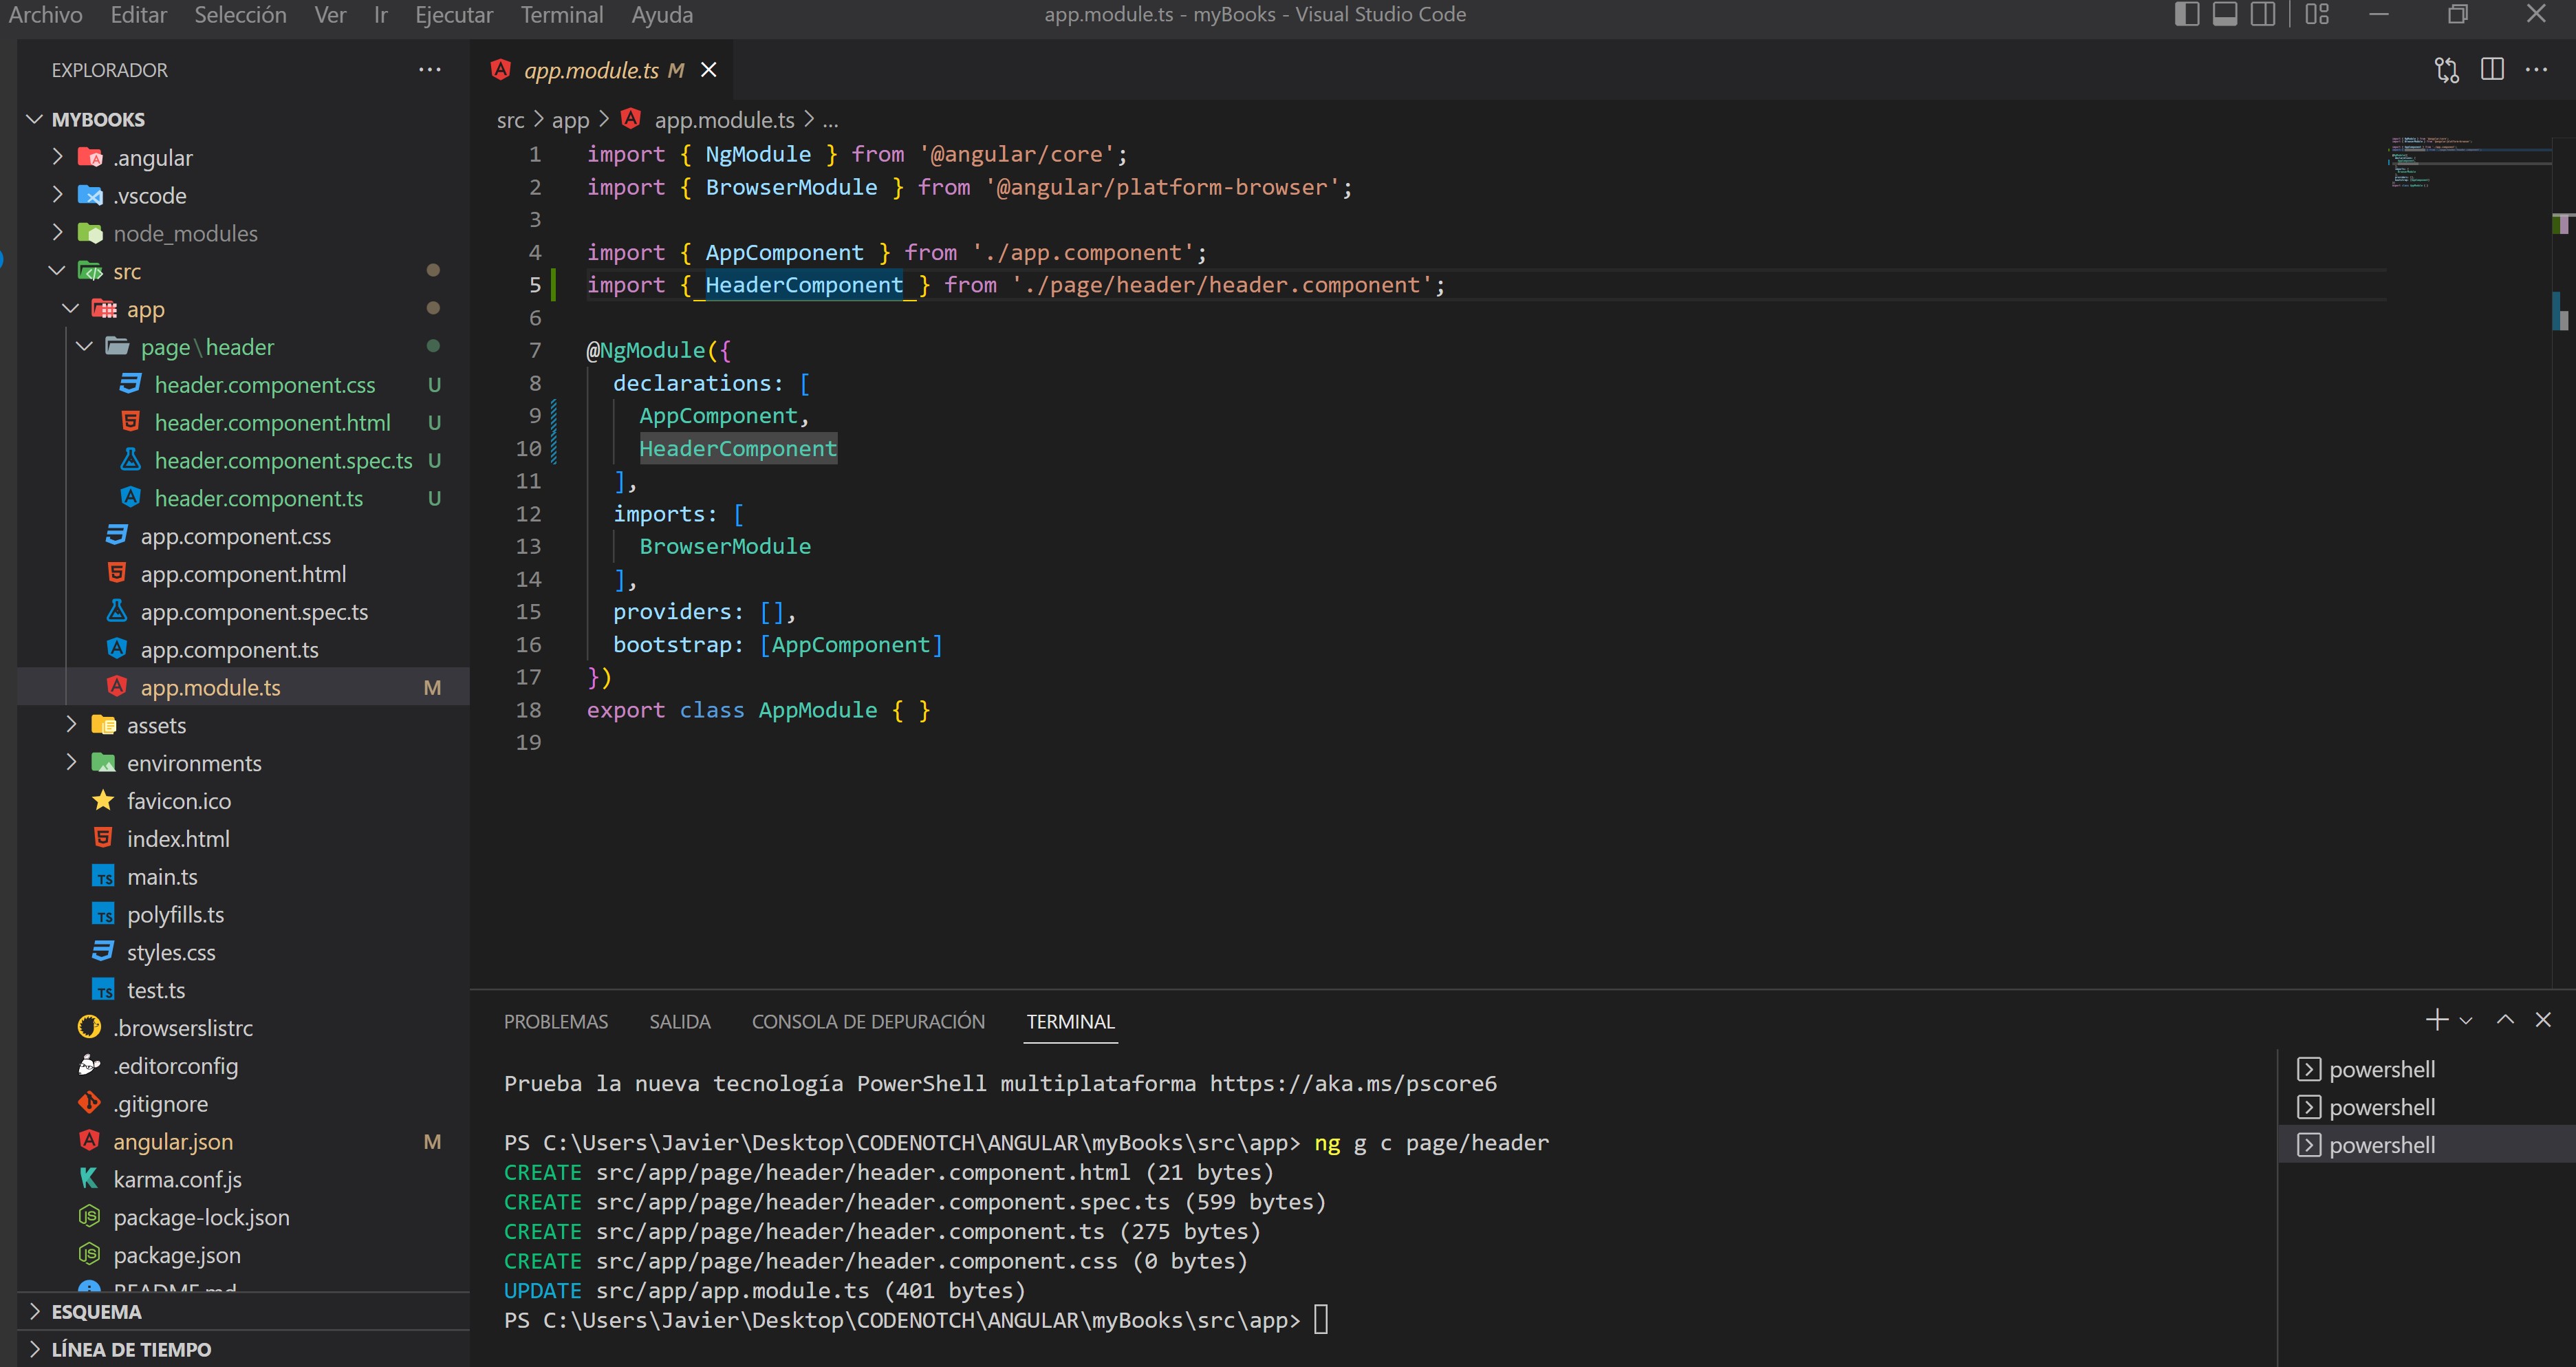 Archivo Editar Selección Ver Ir Ejecutar Terminal Ayuda
app.module.ts - myBooks - Visual Studio Code
EXPLORADOR
MYBOOKS
.angular
.vscode
node_modules
src
app
page\header
header.component.css U
header.component.html U
header.component.spec.ts U
header.component.ts U
app.component.css
app.component.html
app.component.spec.ts
app.component.ts
app.module.ts M
assets
environments
favicon.ico
index.html
main.ts
polyfills.ts
styles.css
test.ts
.browserslistrc
.editorconfig
.gitignore
angular.json M
karma.conf.js
package-lock.json
package.json
README.md
ESQUEMA
LÍNEA DE TIEMPO
app.module.ts M
src > app > app.module.ts > ...
1 import { NgModule } from '@angular/core';
2 import { BrowserModule } from '@angular/platform-browser';
3
4 import { AppComponent } from './app.component';
5 import { HeaderComponent } from './page/header/header.component';
6
7 @NgModule({
8 declarations: [
9 AppComponent,
10 HeaderComponent
11 ],
12 imports: [
13 BrowserModule
14 ],
15 providers: [],
16 bootstrap: [AppComponent]
17 })
18 export class AppModule { }
19
PROBLEMAS SALIDA CONSOLA DE DEPURACIÓN TERMINAL
Prueba la nueva tecnología PowerShell multiplataforma https://aka.ms/pscore6
PS C:\Users\Javier\Desktop\CODENOTCH\ANGULAR\myBooks\src\app> ng g c page/header
CREATE src/app/page/header/header.component.html (21 bytes)
CREATE src/app/page/header/header.component.spec.ts (599 bytes)
CREATE src/app/page/header/header.component.ts (275 bytes)
CREATE src/app/page/header/header.component.css (0 bytes)
UPDATE src/app/app.module.ts (401 bytes)
PS C:\Users\Javier\Desktop\CODENOTCH\ANGULAR\myBooks\src\app>
powershell
powershell
powershell